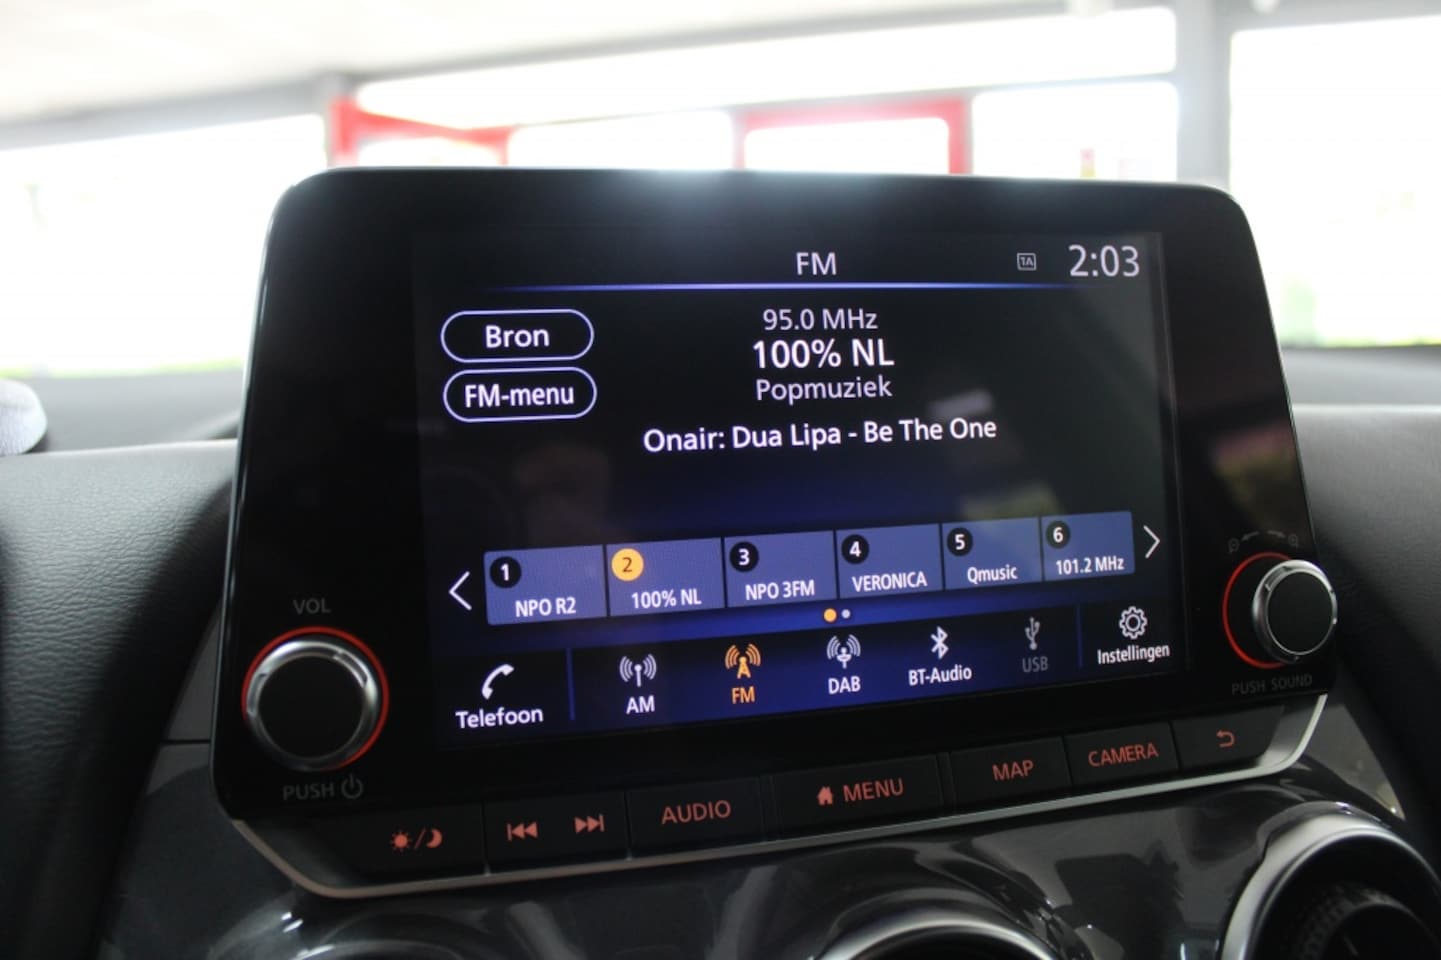 FM
TA
2:03
Bron
FM-menu
95.0 MHz
100% NL
Popmuziek
Onair: Dua Lipa - Be The One
1
NPO R2
2
100% NL
3
NPO 3FM
4
VERONICA
5
Qmusic
6
101.2 MHz
Telefoon
AM
FM
DAB
BT-Audio
USB
Instellingen
VOL
PUSH
PUSH SOUND
AUDIO
MENU
MAP
CAMERA